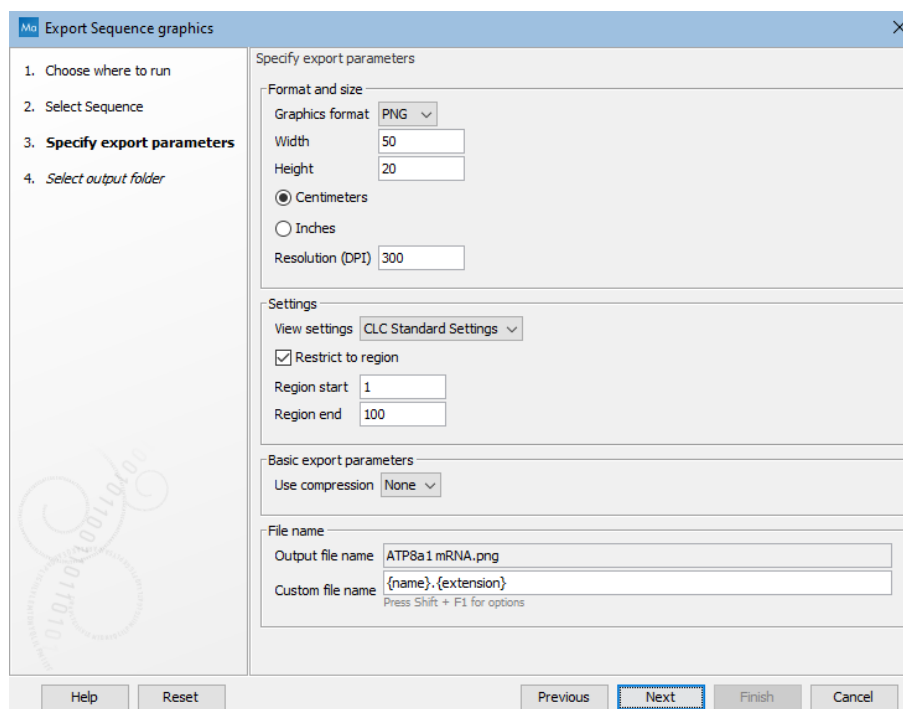 Ma Export Sequence graphics
1. Choose where to run
2. Select Sequence
3. Specify export parameters
4. Select output folder
Specify export parameters
Format and size
Graphics format PNG
Width 50
Height 20
Centimeters
Inches
Resolution (DPI) 300
Settings
View settings CLC Standard Settings
Restrict to region
Region start 1
Region end 100
Basic export parameters
Use compression None
File name
Output file name ATP8a1 mRNA.png
Custom file name {name}.{extension}
Press Shift + F1 for options
Help Reset Previous Next Finish Cancel